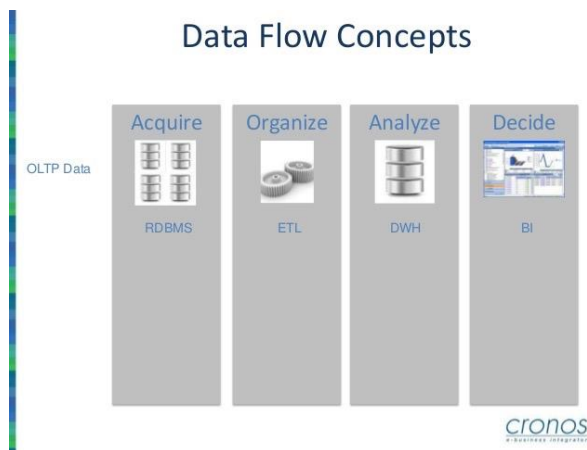 Data Flow Concepts
Acquire
Organize
Analyze
Decide
OLTP Data
RDBMS
ETL
DWH
BI
cronos
e-business integrator